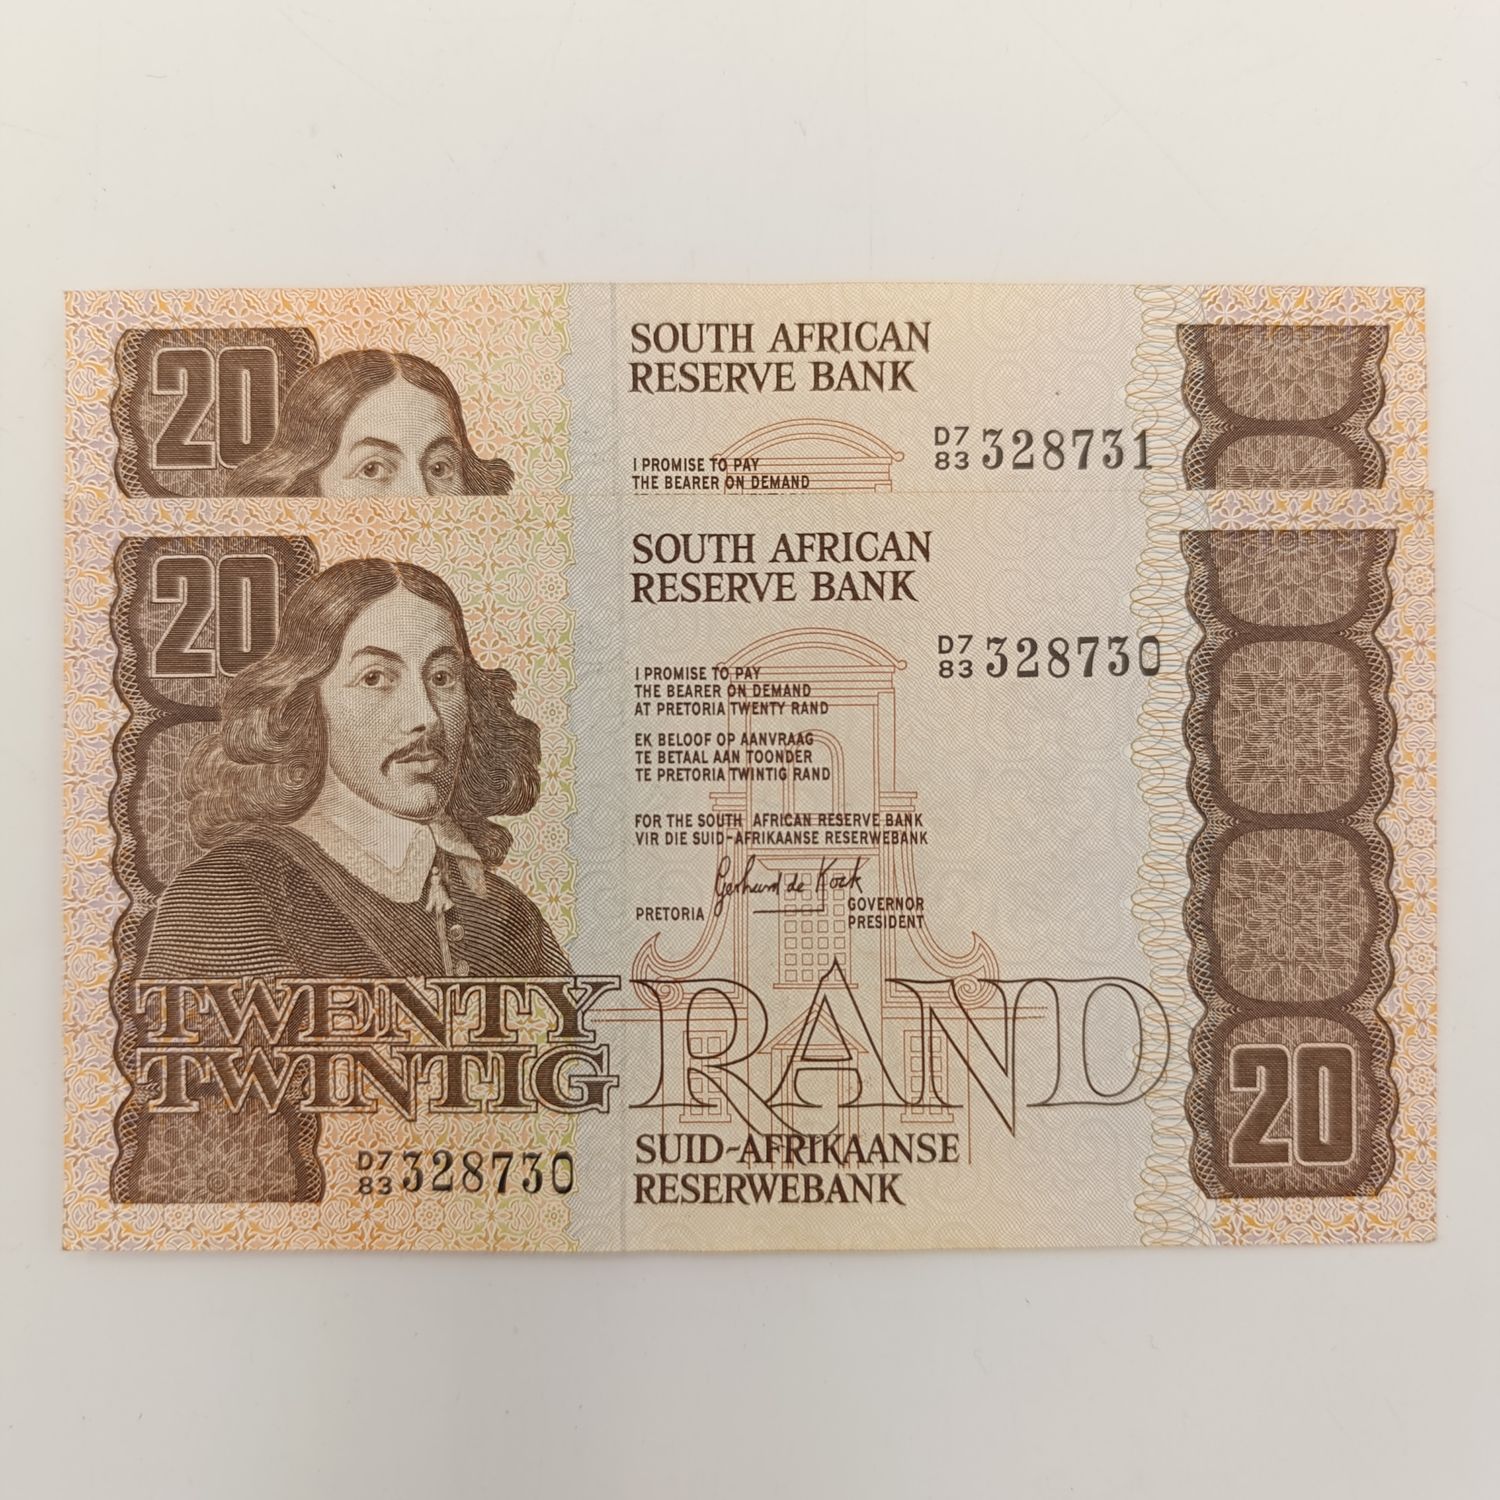 20
SOUTH AFRICAN
RESERVE BANK
D7
83 328731
I PROMISE TO PAY
THE BEARER ON DEMAND
20
SOUTH AFRICAN
RESERVE BANK
D7
83 328730
I PROMISE TO PAY
THE BEARER ON DEMAND
AT PRETORIA TWENTY RAND
EK BELOOF OP AANVRAAG
TE BETAAL AAN TOONDER
TE PRETORIA TWINTIG RAND
FOR THE SOUTH AFRICAN RESERVE BANK
VIR DIE SUID-AFRIKAANSE RESERWEBANK
Gerhard de Kock
PRETORIA
GOVERNOR
PRESIDENT
TWENTY
TWINTIG
RAND
20
D7
83 328730
SUID-AFRIKAANSE
RESERWEBANK